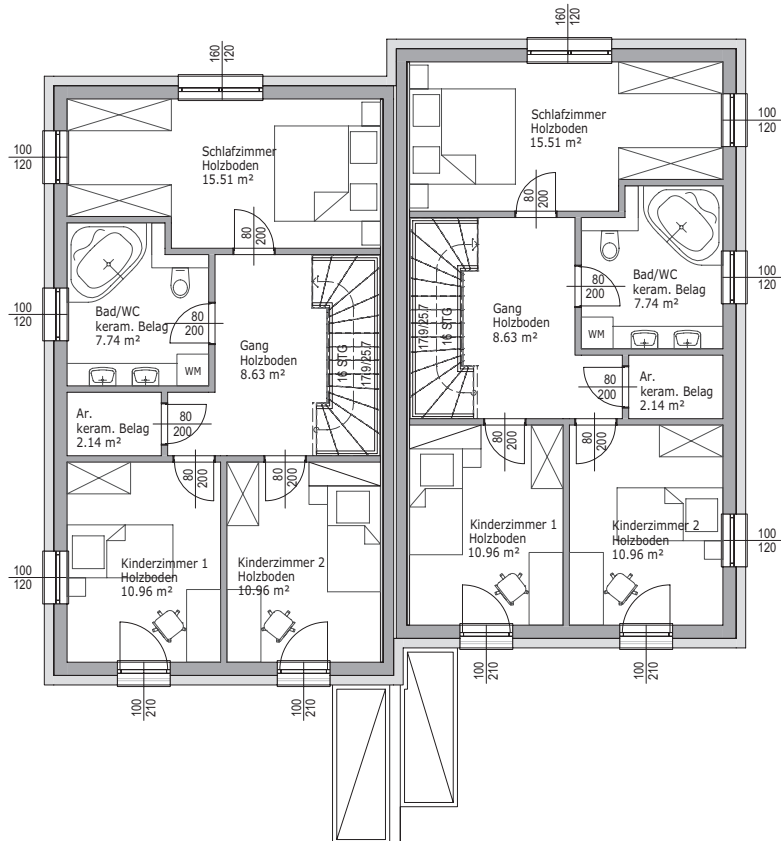 160
120
160
120
100
120
Schlafzimmer
Holzboden
15.51 m²
80
200
Schlafzimmer
Holzboden
15.51 m²
80
200
100
120
100
120
Bad/WC
keram. Belag
7.74 m²
80
200
WM
Gang
Holzboden
8.63 m²
16 STG
17.9/25.7
17.9/25.7
16 STG
Gang
Holzboden
8.63 m²
80
200
Bad/WC
keram. Belag
7.74 m²
WM
100
120
Ar.
keram. Belag
2.14 m²
80
200
80
200
Ar.
keram. Belag
2.14 m²
80
200
80
200
80
200
80
200
100
120
Kinderzimmer 1
Holzboden
10.96 m²
Kinderzimmer 2
Holzboden
10.96 m²
Kinderzimmer 1
Holzboden
10.96 m²
Kinderzimmer 2
Holzboden
10.96 m²
100
120
100
210
100
210
100
210
100
210